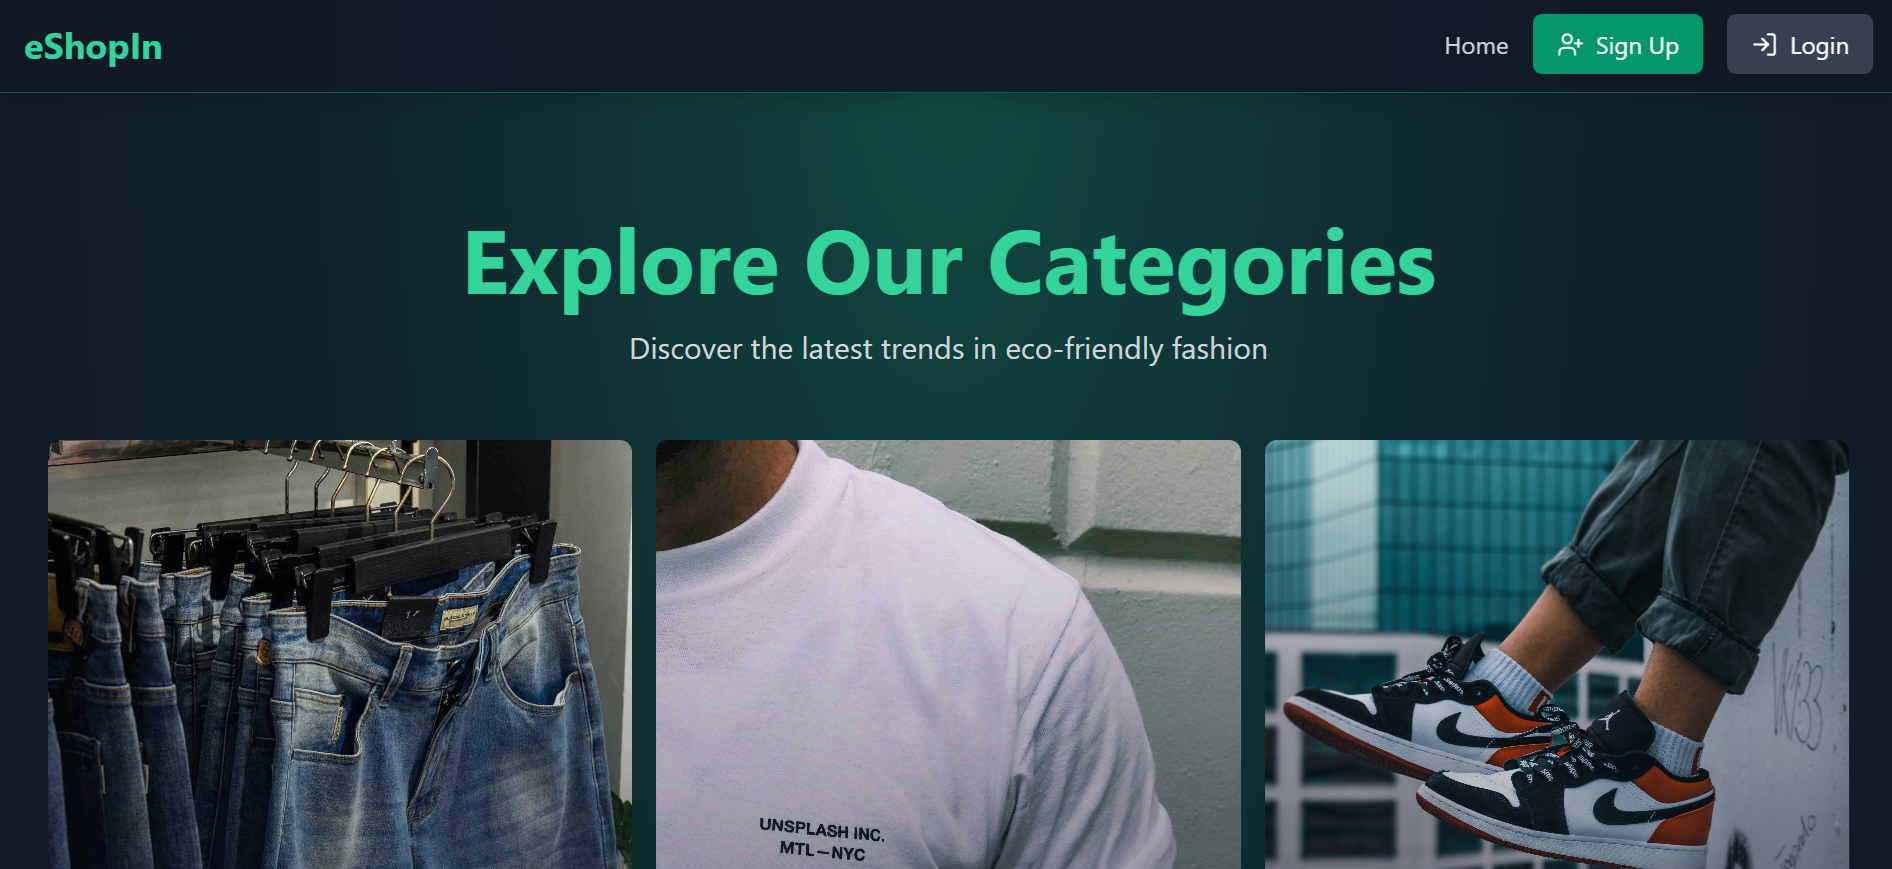 eShopIn
Home
Sign Up
Login
Explore Our Categories
Discover the latest trends in eco-friendly fashion
UNSPLASH INC.
MTL—NYC